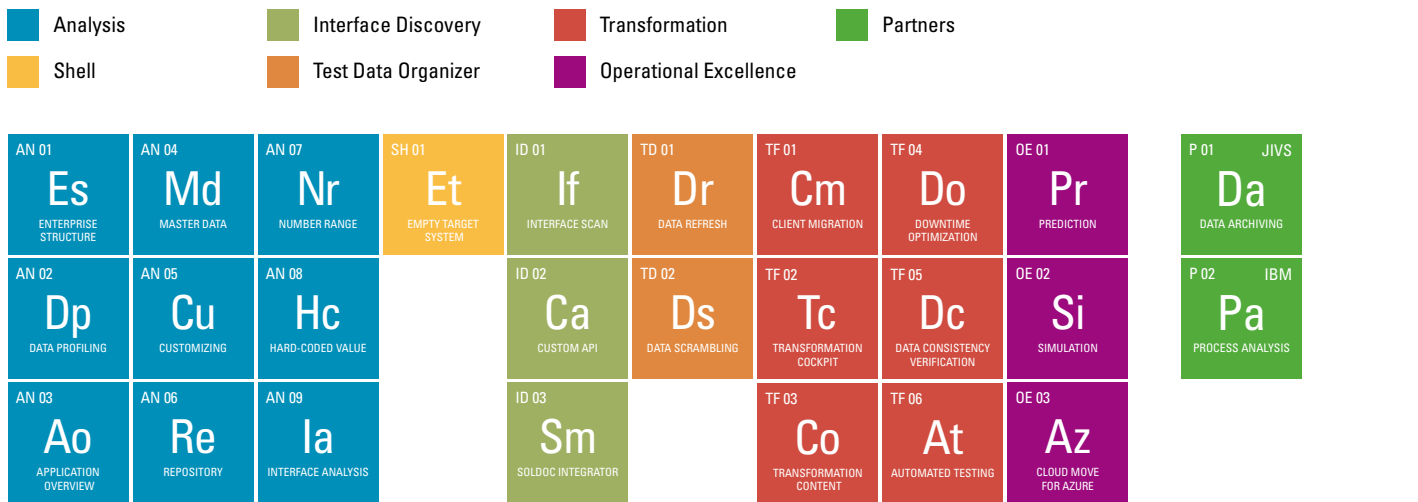 Analysis
Interface Discovery
Transformation
Partners
Shell
Test Data Organizer
Operational Excellence
AN 01
Es
ENTERPRISE
STRUCTURE
AN 04
Md
MASTER DATA
AN 07
Nr
NUMBER RANGE
SH 01
Et
EMPTY TARGET
SYSTEM
ID 01
If
INTERFACE SCAN
TD 01
Dr
DATA REFRESH
TF 01
Cm
CLIENT MIGRATION
TF 04
Do
DOWNTIME
OPTIMIZATION
OE 01
Pr
PREDICTION
P 01 JIVS
Da
DATA ARCHIVING
AN 02
Dp
DATA PROFILING
AN 05
Cu
CUSTOMIZING
AN 08
Hc
HARD-CODED VALUE
ID 02
Ca
CUSTOM API
TD 02
Ds
DATA SCRAMBLING
TF 02
Tc
TRANSFORMATION
COCKPIT
TF 05
Dc
DATA CONSISTENCY
VERIFICATION
OE 02
Si
SIMULATION
P 02 IBM
Pa
PROCESS ANALYSIS
AN 03
Ao
APPLICATION
OVERVIEW
AN 06
Re
REPOSITORY
AN 09
Ia
INTERFACE ANALYSIS
ID 03
Sm
SOLDOC INTEGRATOR
TF 03
Co
TRANSFORMATION
CONTENT
TF 06
At
AUTOMATED TESTING
OE 03
Az
CLOUD MOVE
FOR AZURE